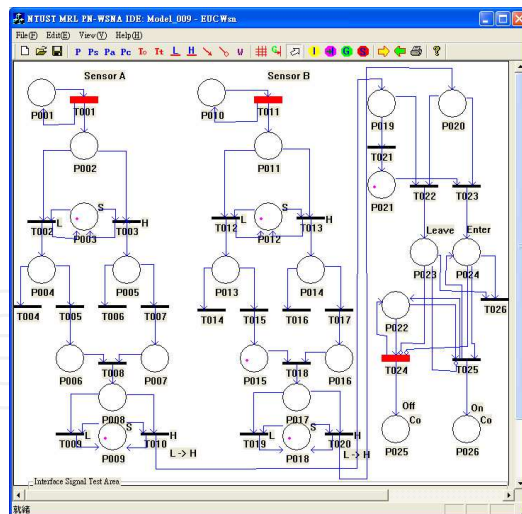 NTUST MRL PN-WSNA IDE: Model_009 - EUCWsn
File(F) Edit(E) View(V) Help(H)
P Ps Pa Pc To Tt L H W G I M G S ?
Sensor A Sensor B
P001 T001 P010 T011 P019 P020
P002 P011 T021
T002 L S P003 T003 H T012 L S P012 T013 H P021 T022 T023
Leave Enter
P004 P005 P013 P014 P023 P024
T004 T005 T006 T007 T014 T015 T016 T017 T026
P022
P006 T008 P007 P015 T018 P016 T024 T025
P008 P017
T009 L S P009 T010 H T019 L S P018 T020 H Off On
Co Co
L -> H L -> H P025 P026
Interface Signal Test Area
就緒